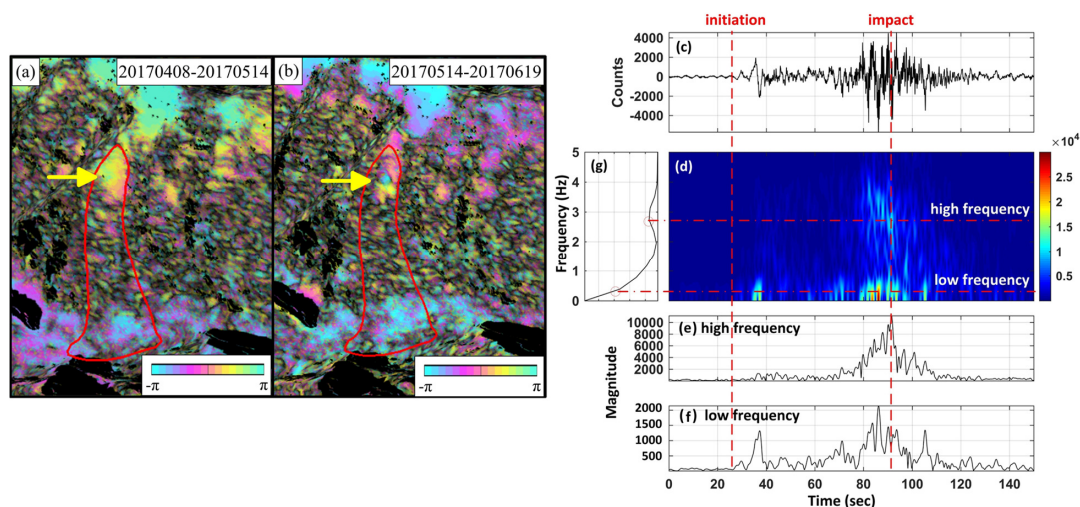 (a)
20170408-20170514
-π
π
(b)
20170514-20170619
-π
π
initiation
impact
(c)
Counts
4000
2000
0
-2000
-4000
(g)
Frequency (Hz)
5
4
3
2
1
0
(d)
high frequency
low frequency
×10⁴
3
2.5
2
1.5
1
0.5
Magnitude
(e) high frequency
10000
8000
6000
4000
2000
(f) low frequency
2000
1500
1000
500
0
20
40
60
80
100
120
140
Time (sec)